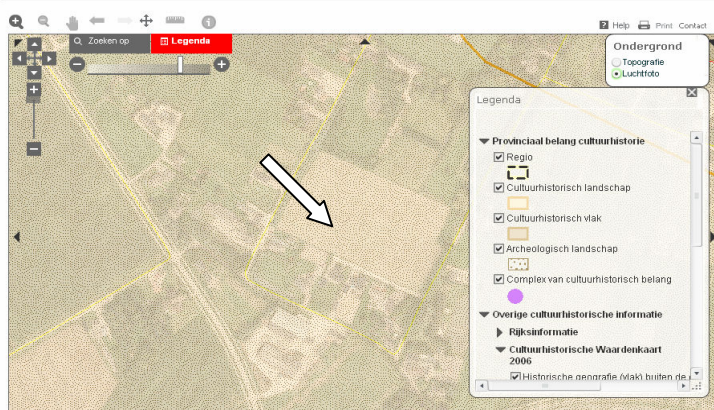 Help Print Contact
Zoeken op
Legenda
Ondergrond
Topografie
Luchtfoto
Legenda
Provinciaal belang cultuurhistorie
Regio
Cultuurhistorisch landschap
Cultuurhistorisch vlak
Archeologisch landschap
Complex van cultuurhistorisch belang
Overige cultuurhistorische informatie
Rijksinformatie
Cultuurhistorische Waardenkaart
2006
Historische geografie (vlak) buiten de